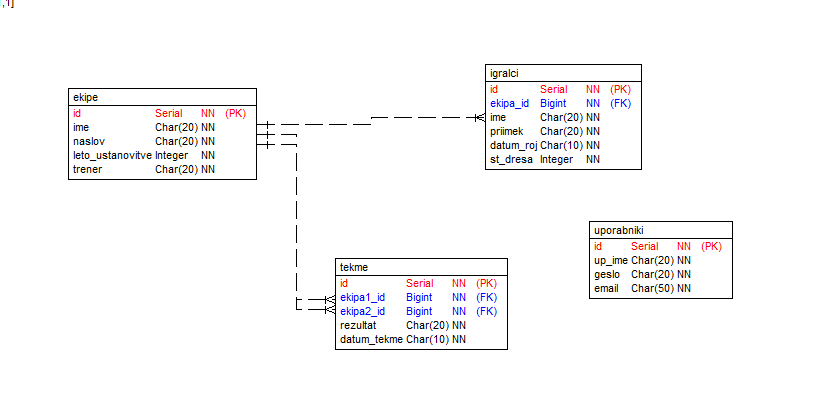 ,1]
ekipe
id Serial NN (PK)
ime Char(20) NN
naslov Char(20) NN
leto_ustanovitve Integer NN
trener Char(20) NN
igralci
id Serial NN (PK)
ekipa_id Bigint NN (FK)
ime Char(20) NN
priimek Char(20) NN
datum_roj Char(10) NN
st_dresa Integer NN
uporabniki
id Serial NN (PK)
up_ime Char(20) NN
geslo Char(20) NN
email Char(50) NN
tekme
id Serial NN (PK)
ekipa1_id Bigint NN (FK)
ekipa2_id Bigint NN (FK)
rezultat Char(20) NN
datum_tekme Char(10) NN